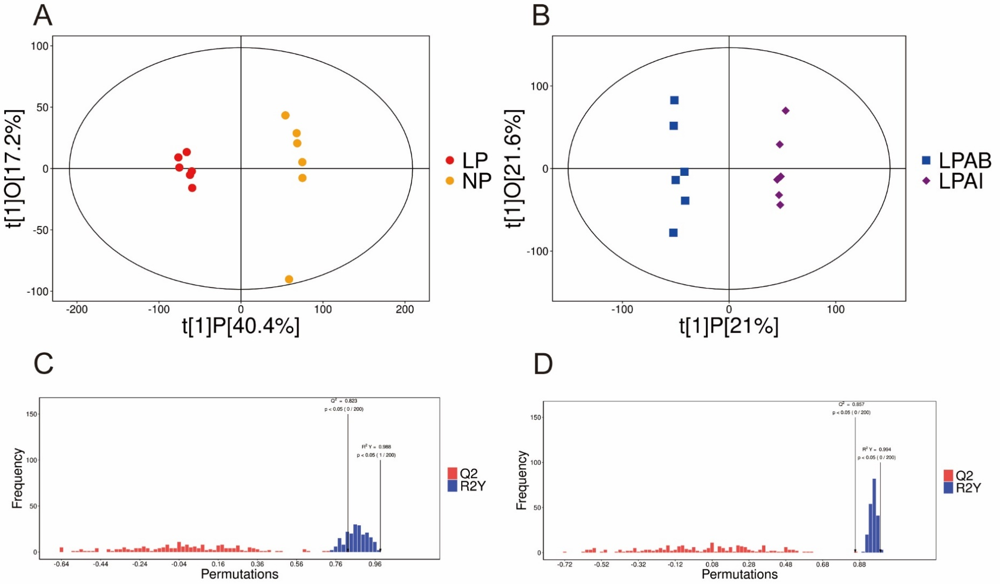 A
100
50
0
-50
-100
t[1]O[17.2%]
-200 -100 0 100 200
t[1]P[40.4%]
LP
NP
B
100
0
-100
t[1]O[21.6%]
-100 0 100
t[1]P[21%]
LPAB
LPAI
C
Q² = 0.823
p < 0.05 ( 0 / 200)
R² Y = 0.988
p < 0.05 ( 1 / 200)
150
100
50
0
Frequency
-0.64 -0.44 -0.24 -0.04 0.16 0.36 0.56 0.76 0.96
Permutations
Q2
R2Y
D
Q² = 0.857
p < 0.05 ( 0 / 200)
R² Y = 0.994
p < 0.05 ( 0 / 200)
150
100
50
0
Frequency
-0.72 -0.52 -0.32 -0.12 0.08 0.28 0.48 0.68 0.88
Permutations
Q2
R2Y